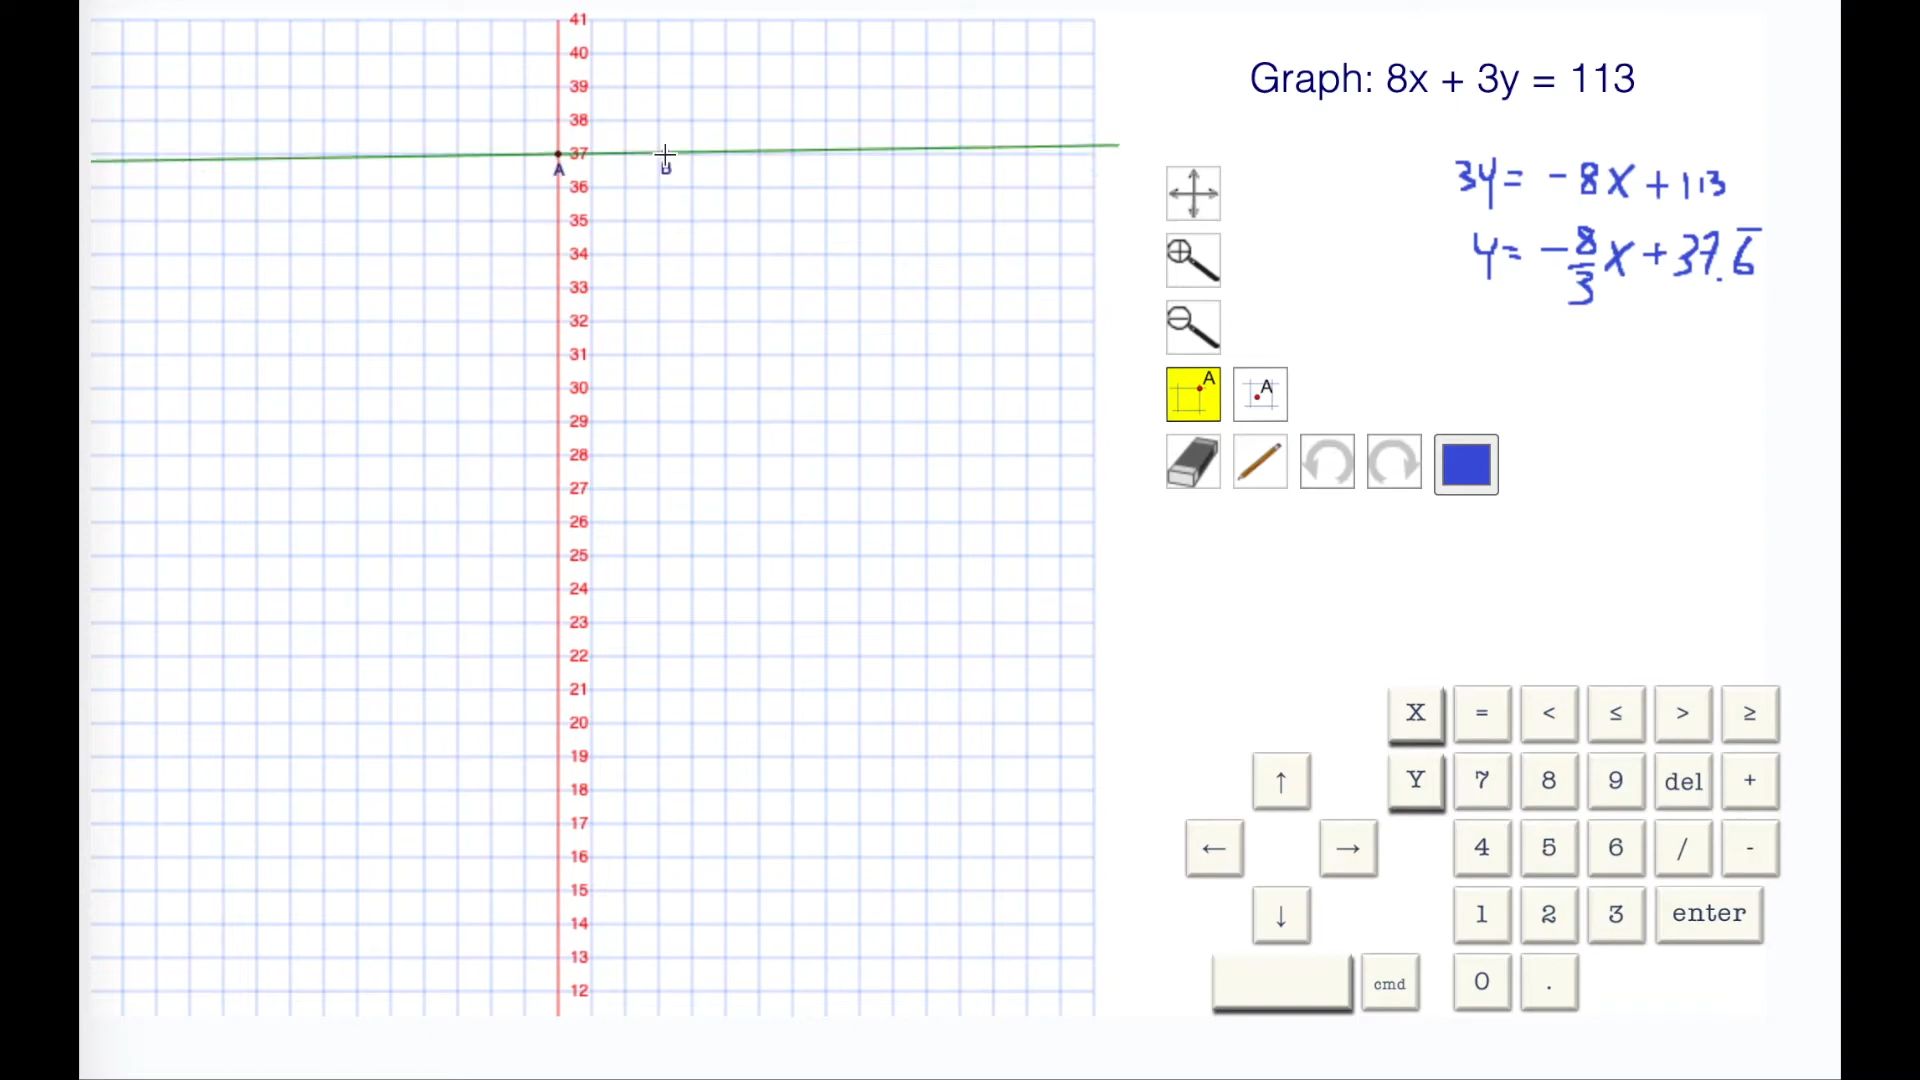 Graph: 8x + 3y = 113
3y = -8x + 113
y = -8/3x + 37.6̅
41
40
39
38
37
A
B
36
35
34
33
32
31
30
29
28
27
26
25
24
23
22
21
20
19
18
17
16
15
14
13
12
A
A
X = < ≤ > ≥
↑ Y 7 8 9 del +
← → 4 5 6 / -
↓ 1 2 3 enter
cmd 0 .